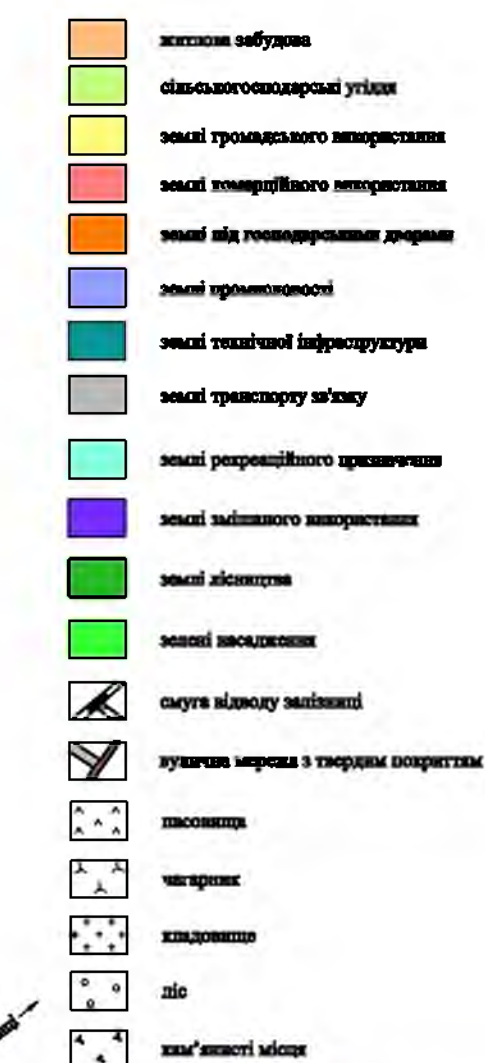 житлова забудова
сільськогосподарські угіддя
землі громадського використання
землі комерційного використання
землі під господарськими дворами
землі промисловості
землі технічної інфраструктури
землі транспорту зв'язку
землі рекреаційного призначення
землі змішаного використання
землі лісництва
зелені насадження
смуга відводу залізниці
вулична мережа з твердим покриттям
пасовища
чагарник
кладовище
ліс
кам'янисті місця